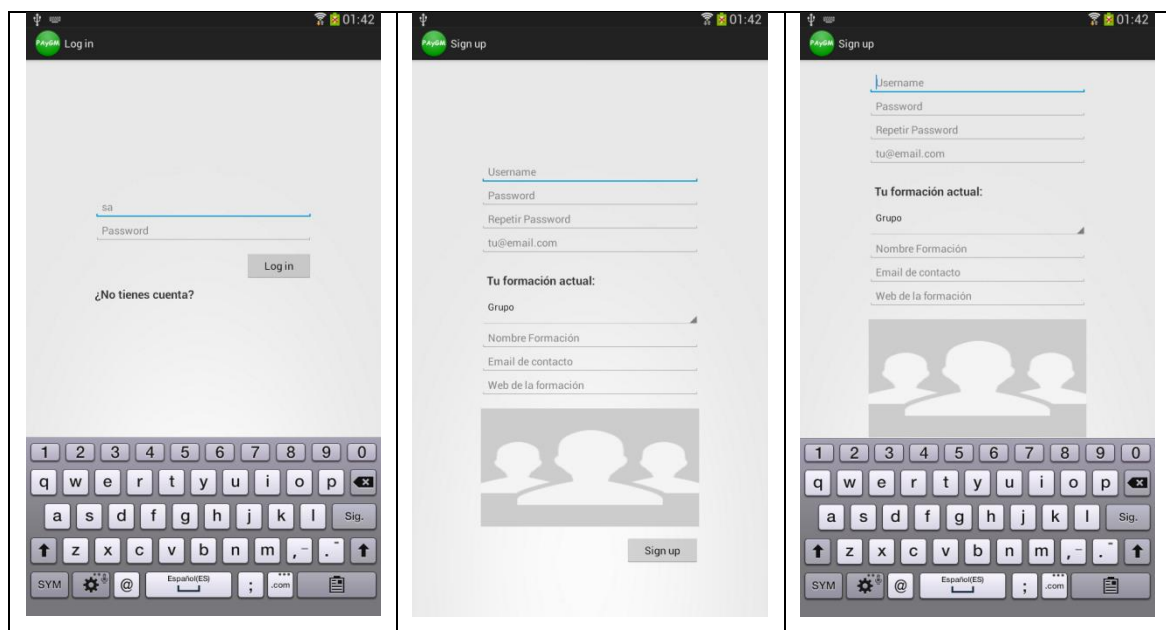 01:42
PAyGM Log in
sa
Password
Log in
¿No tienes cuenta?
1 2 3 4 5 6 7 8 9 0
q w e r t y u i o p
a s d f g h j k l Sig.
z x c v b n m ,- .
SYM @ Español(ES) ; .com
01:42
PAyGM Sign up
Username
Password
Repetir Password
tu@email.com
Tu formación actual:
Grupo
Nombre Formación
Email de contacto
Web de la formación
Sign up
01:42
PAyGM Sign up
Username
Password
Repetir Password
tu@email.com
Tu formación actual:
Grupo
Nombre Formación
Email de contacto
Web de la formación
1 2 3 4 5 6 7 8 9 0
q w e r t y u i o p
a s d f g h j k l Sig.
z x c v b n m ,- .
SYM @ Español(ES) ; .com